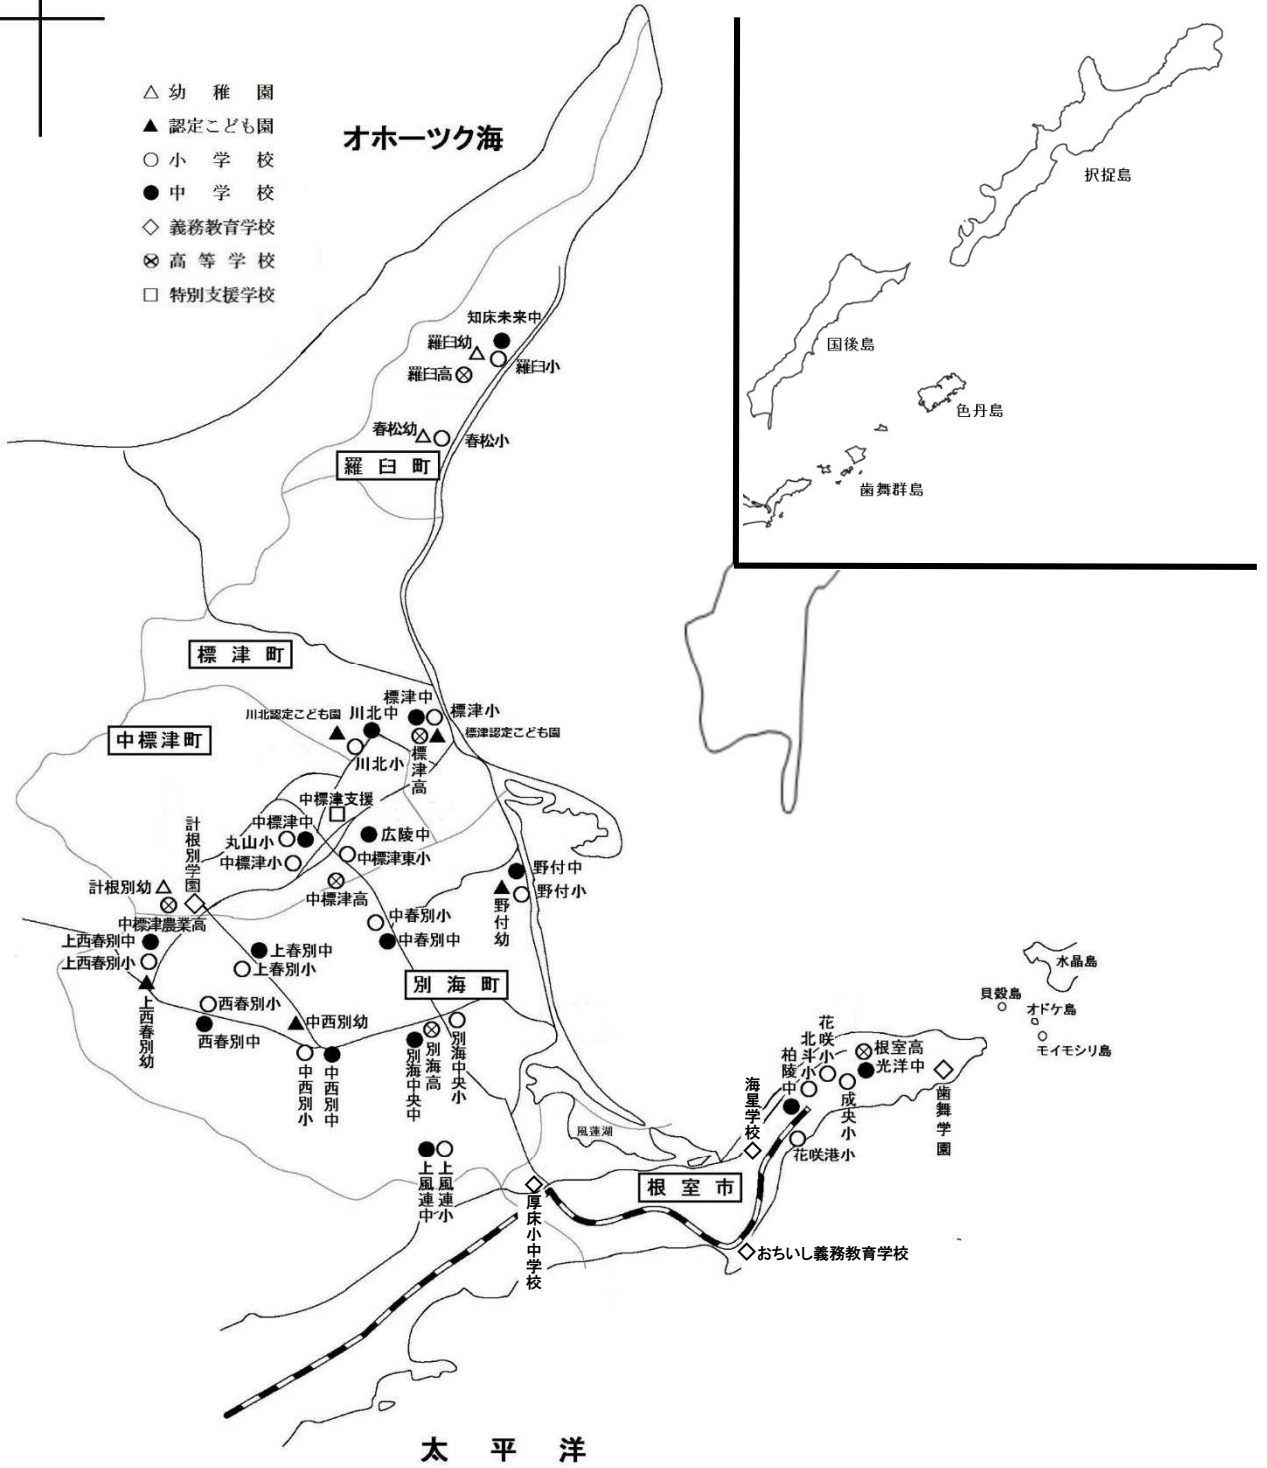 △ 幼稚園
▲ 認定こども園
○ 小学校
● 中学校
◇ 義務教育学校
⊗ 高等学校
□ 特別支援学校
オホーツク海
択捉島
国後島
色丹島
歯舞群島
知床未来中
羅臼幼
羅臼小
羅臼高
春松幼
春松小
羅臼町
標津町
中標津町
標津中
標津小
川北認定こども園
川北中
標津認定こども園
川北小
標津高
中標津支援
中標津中
丸山小
広陵中
中標津小
中標津東小
計根別学園
計根別幼
中標津高
中標津農業高
野付中
野付小
野付幼
中春別小
中春別中
上西春別中
上西春別小
上西春別幼
上春別中
上春別小
別海町
西春別小
西春別中
中西別幼
中西別小
中西別中
別海中央中
別海高
別海中央小
上風連中
上風連小
風蓮湖
厚床小中学校
根室市
海星学校
柏陵中
北斗小
花咲小
根室高
光洋中
成央小
花咲港小
歯舞学園
おちいし義務教育学校
水晶島
貝殻島
オドケ島
モイモシリ島
太平洋